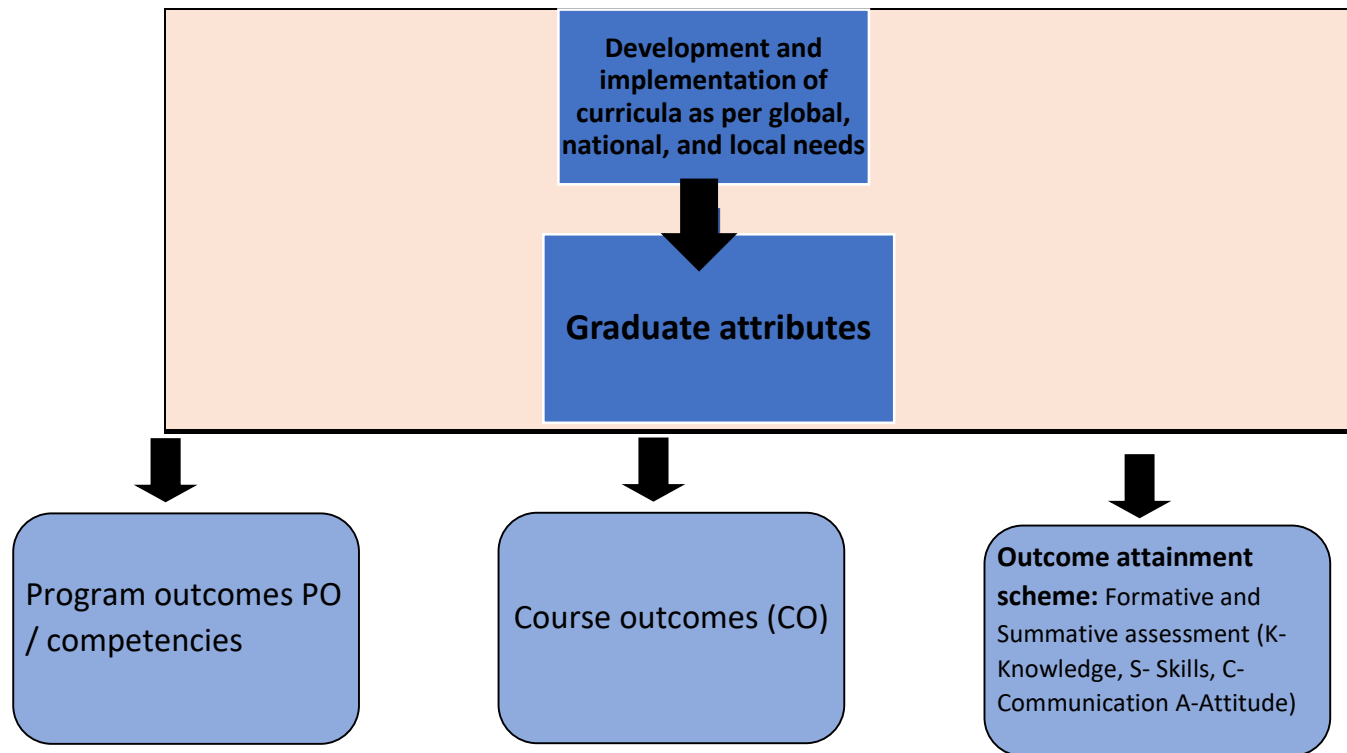 Development and
implementation of
curricula as per global,
national, and local needs
Graduate attributes
Program outcomes PO
/ competencies
Course outcomes (CO)
Outcome attainment
scheme: Formative and
Summative assessment (K-
Knowledge, S- Skills, C-
Communication A-Attitude)